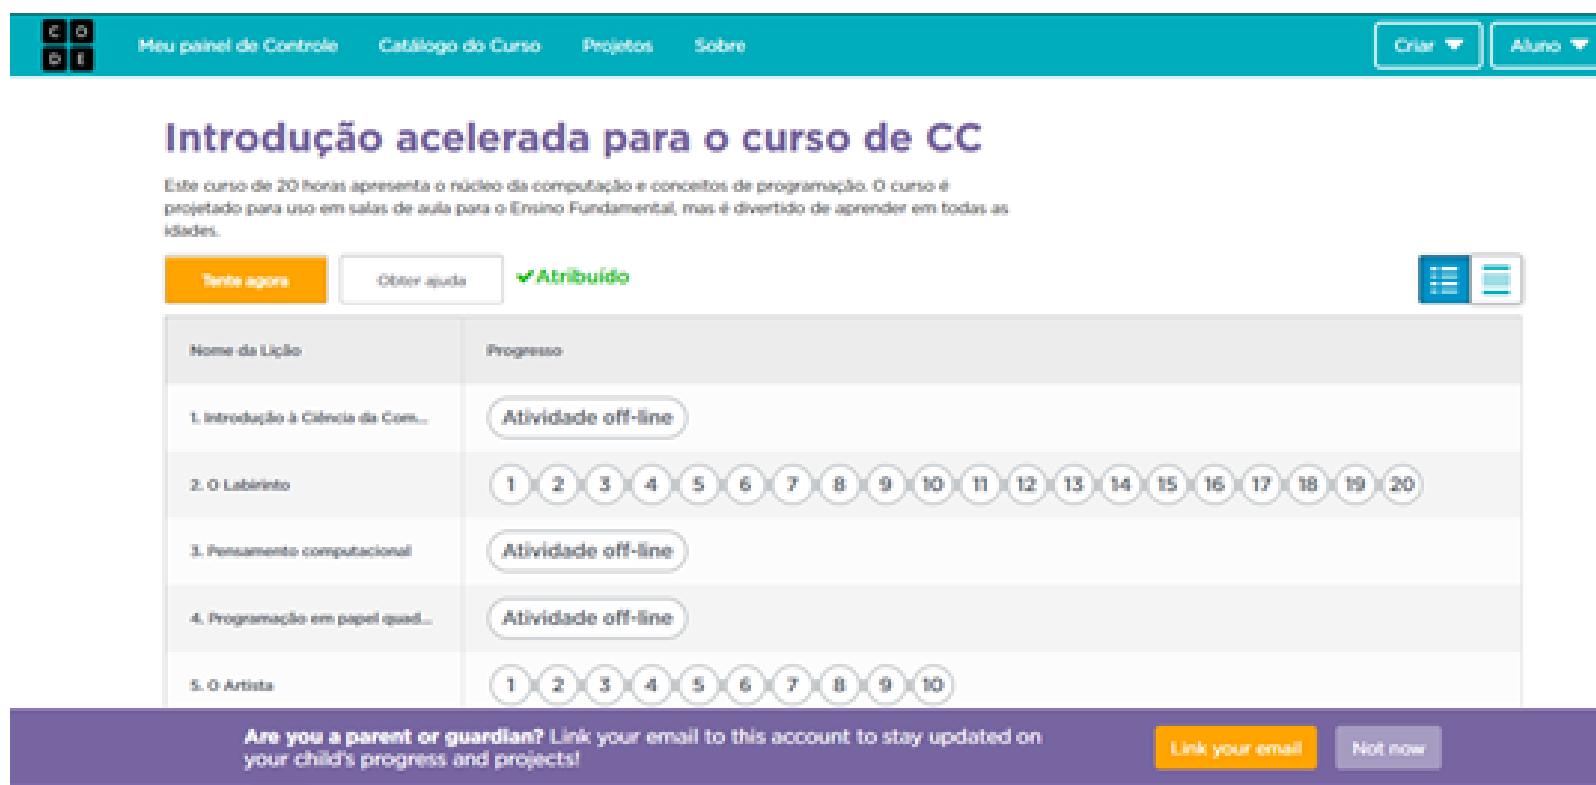 CODE
Meu painel de Controle Catálogo do Curso Projetos Sobre Criar Aluno
Introdução acelerada para o curso de CC
Este curso de 20 horas apresenta o núcleo da computação e conceitos de programação. O curso é
projetado para uso em salas de aula para o Ensino Fundamental, mas é divertido de aprender em todas as
idades.
Tente agora Obter ajuda Atribuído
Nome da Lição Progresso
1. Introdução à Ciência da Com... Atividade off-line
2. O Labirinto 1 2 3 4 5 6 7 8 9 10 11 12 13 14 15 16 17 18 19 20
3. Pensamento computacional Atividade off-line
4. Programação em papel quad... Atividade off-line
5. O Artista 1 2 3 4 5 6 7 8 9 10
Are you a parent or guardian? Link your email to this account to stay updated on
your child's progress and projects!
Link your email Not now